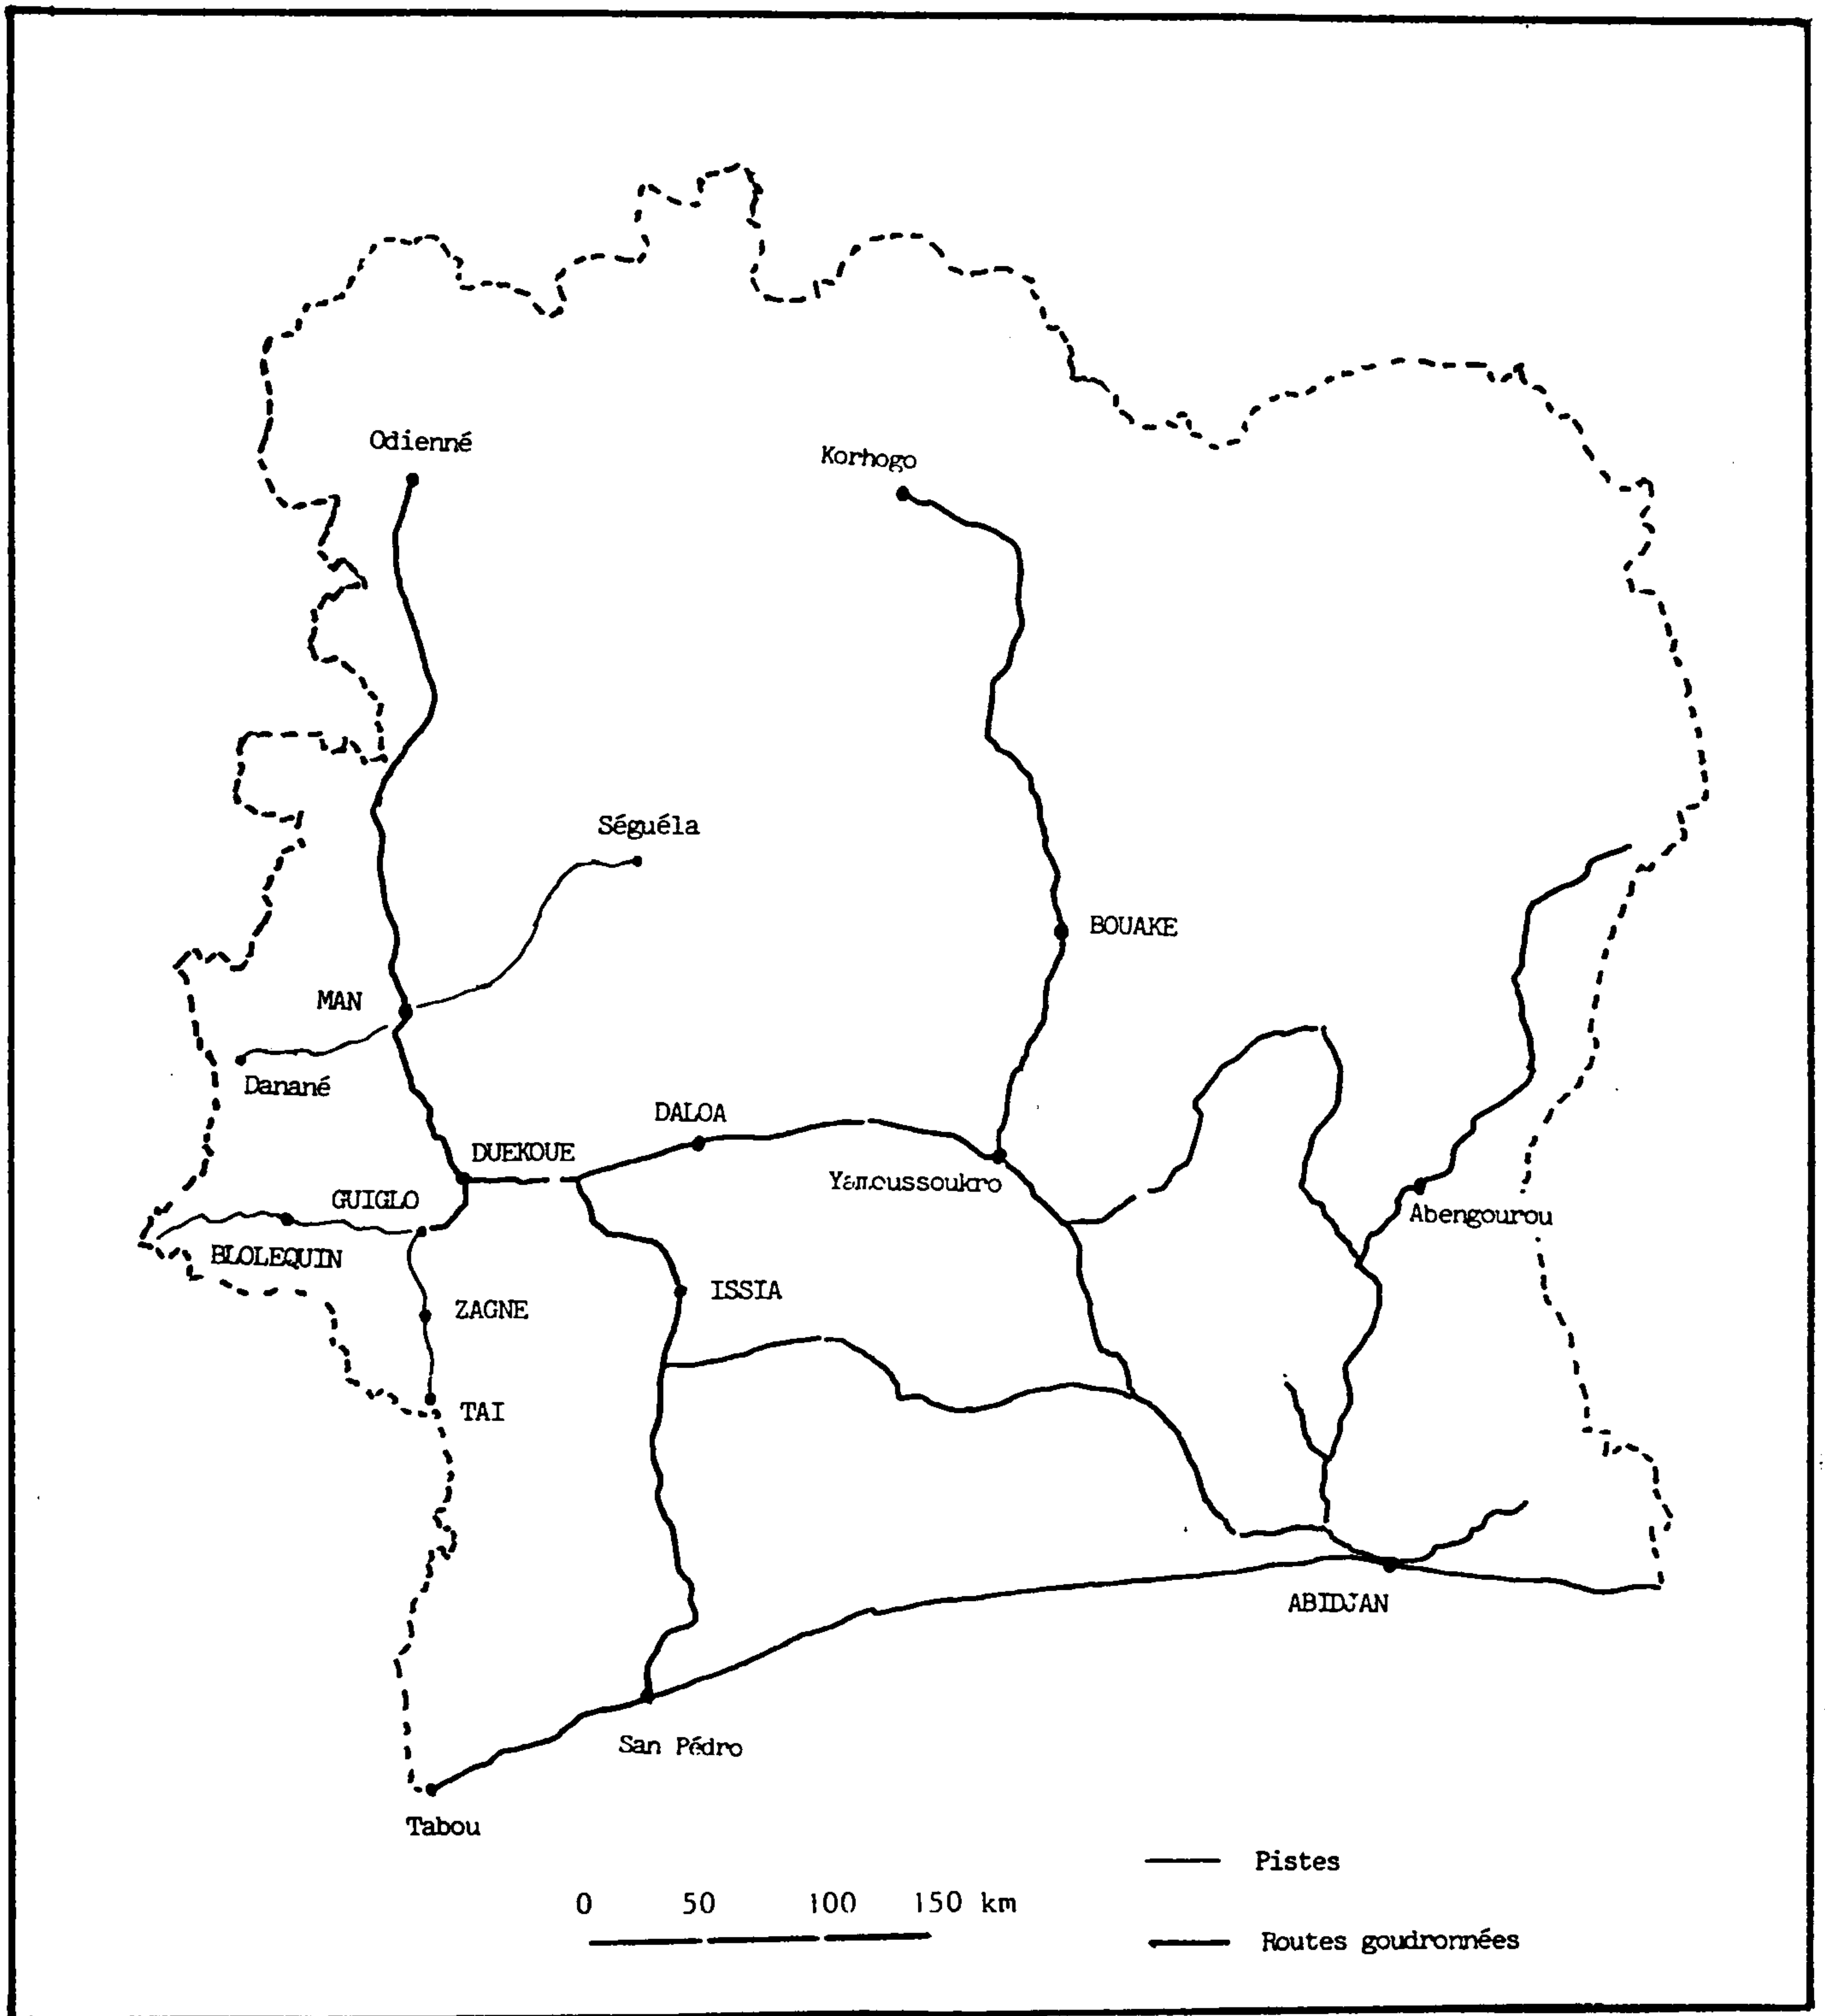 Odienné
Korhogo
Séguéla
BOUAKE
MAN
Danané
DALOA
DUEKOUE
Yamoussoukro
GUIGLO
Abengourou
BLOLEQUIN
ISSIA
ZAGNE
TAI
ABIDJAN
San Pédro
Tabou
Pistes
0 50 100 150 km
Routes goudronnées